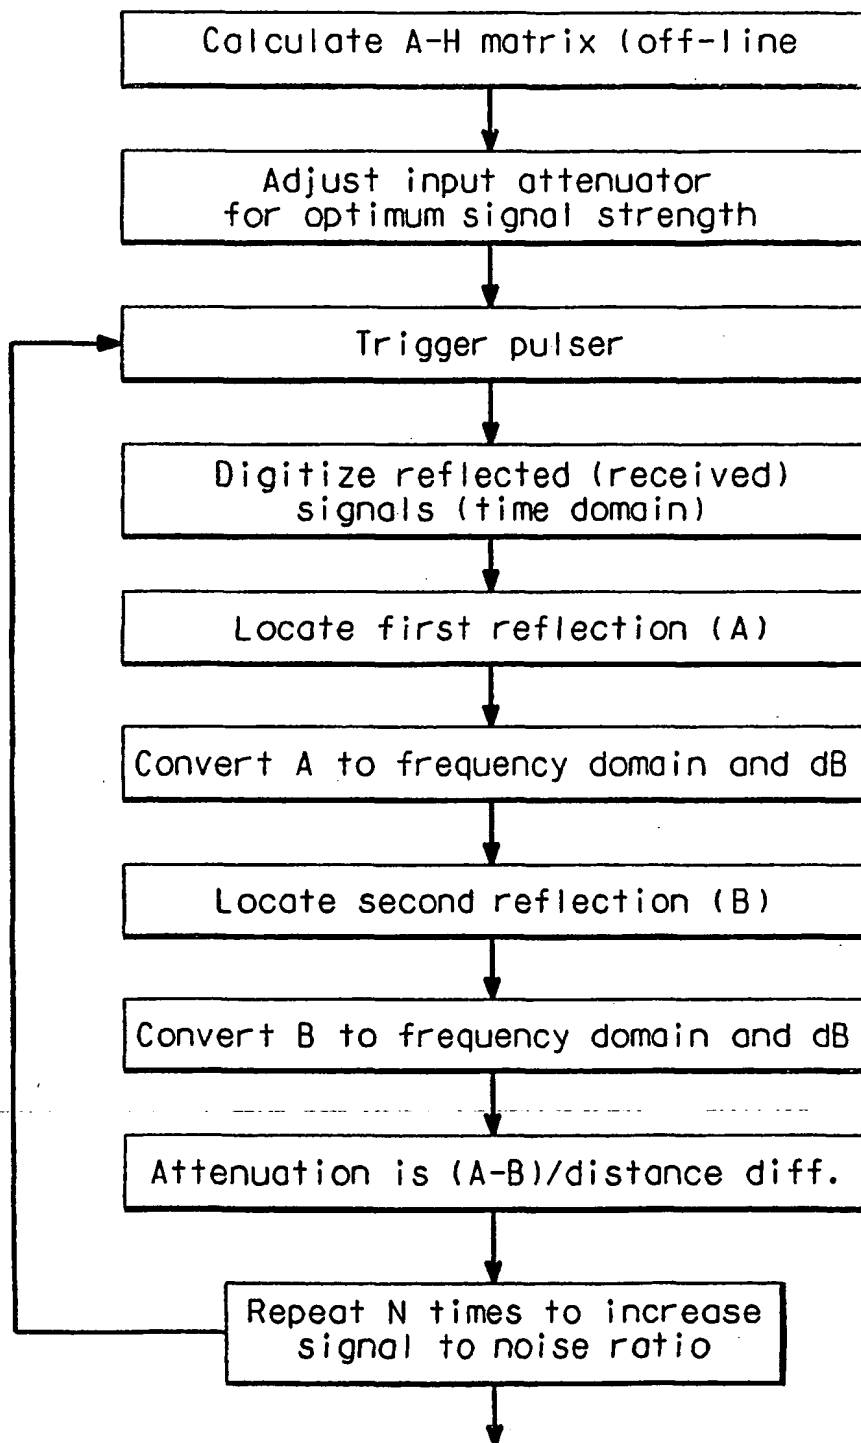 Calculate A-H matrix (off-line
Adjust input attenuator
for optimum signal strength
Trigger pulser
Digitize reflected (received)
signals (time domain)
Locate first reflection (A)
Convert A to frequency domain and dB
Locate second reflection (B)
Convert B to frequency domain and dB
Attenuation is (A-B)/distance diff.
Repeat N times to increase
signal to noise ratio